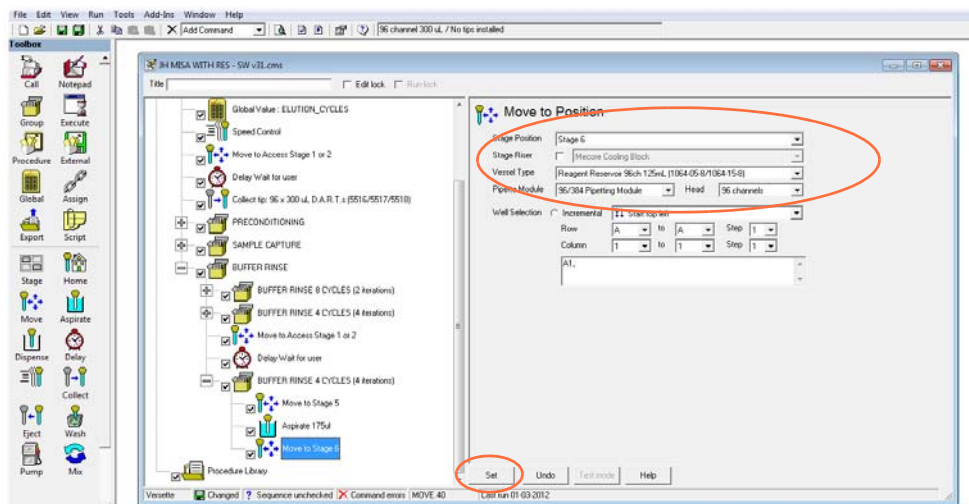 File Edit View Run Tools Add-Ins Window Help
Add Command 96 channel 300 uL / No tips installed
Toolbox
Call Notepad
Group Execute
Procedure External
Global Assign
Export Script
Stage Home
Move Aspirate
Dispense Delay
Collect
Eject Wash
Pump Mix
JH MISA WITH RES - SW v31.cms
Title Edit lock Run lock
Global Value : ELUTION_CYCLES
Speed Control
Move to Access Stage 1 or 2
Delay Wait for user
Collect tip: 96 x 300 uL D.A.R.T.s (5516/5517/5518)
PRECONDITIONING
SAMPLE CAPTURE
BUFFER RINSE
BUFFER RINSE 8 CYCLES (2 iterations)
BUFFER RINSE 4 CYCLES (4 iterations)
Move to Access Stage 1 or 2
Delay Wait for user
BUFFER RINSE 4 CYCLES (4 iterations)
Move to Stage 5
Aspirate 175ul
Move to Stage 6
Procedure Library
Move to Position
Stage Position Stage 6
Stage Riser Mecore Cooling Block
Vessel Type Reagent Reservoir 96ch 125mL (1064-05-8/1064-15-8)
Pipette Module 96/384 Pipetting Module Head 96 channels
Well Selection Incremental Start top left
Row A to A Step 1
Column 1 to 1 Step 1
A1,
Set Undo Test mode Help
Versette Changed ? Sequence unchecked Command errors MOVE.40 Last run 01-03-2012